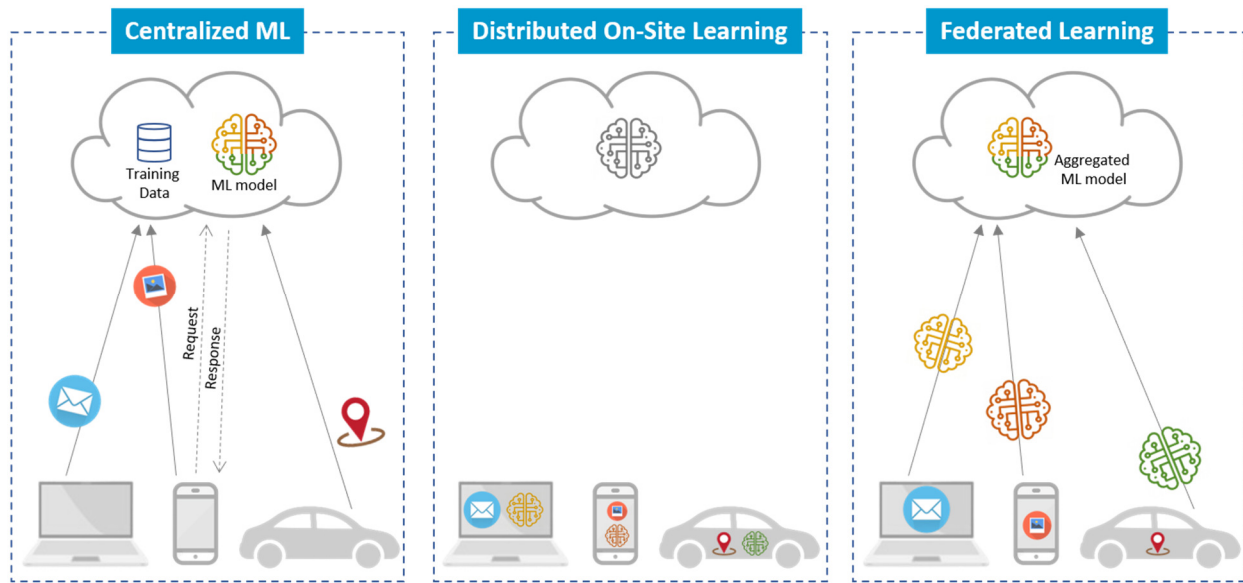 Centralized ML
Distributed On-Site Learning
Federated Learning
Training
Data
ML model
Aggregated
ML model
Request
Response